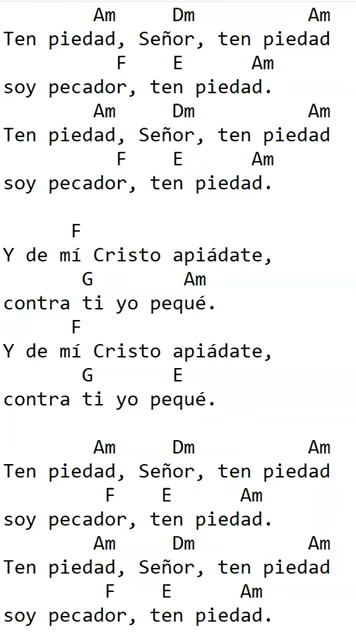 Am Dm Am
Ten piedad, Señor, ten piedad
F E Am
soy pecador, ten piedad.
Am Dm Am
Ten piedad, Señor, ten piedad
F E Am
soy pecador, ten piedad.
F
Y de mí Cristo apiádate,
G Am
contra ti yo pequé.
F
Y de mí Cristo apiádate,
G E
contra ti yo pequé.
Am Dm Am
Ten piedad, Señor, ten piedad
F E Am
soy pecador, ten piedad.
Am Dm Am
Ten piedad, Señor, ten piedad
F E Am
soy pecador, ten piedad.